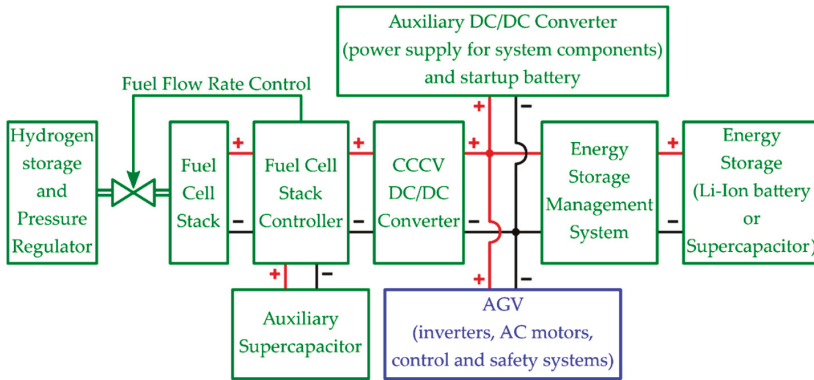 Auxiliary DC/DC Converter
(power supply for system components)
and startup battery
Fuel Flow Rate Control
+
−
Hydrogen
storage
and
Pressure
Regulator
Fuel
Cell
Stack
+
−
Fuel Cell
Stack
Controller
+
−
CCCV
DC/DC
Converter
+
−
Energy
Storage
Management
System
+
−
Energy
Storage
(Li-Ion battery
or
Supercapacitor)
+
−
Auxiliary
Supercapacitor
+
−
AGV
(inverters, AC motors,
control and safety systems)